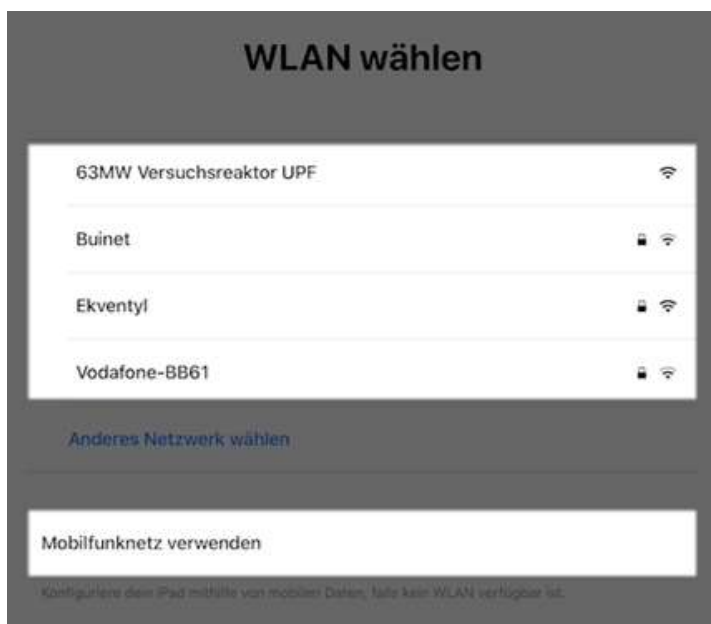 WLAN wählen
63MW Versuchsreaktor UPF
Buinet
Ekventyl
Vodafone-BB61
Anderes Netzwerk wählen
Mobilfunknetz verwenden
Konfiguriere dein iPad mithilfe von mobilen Daten, falls kein WLAN verfügbar ist.